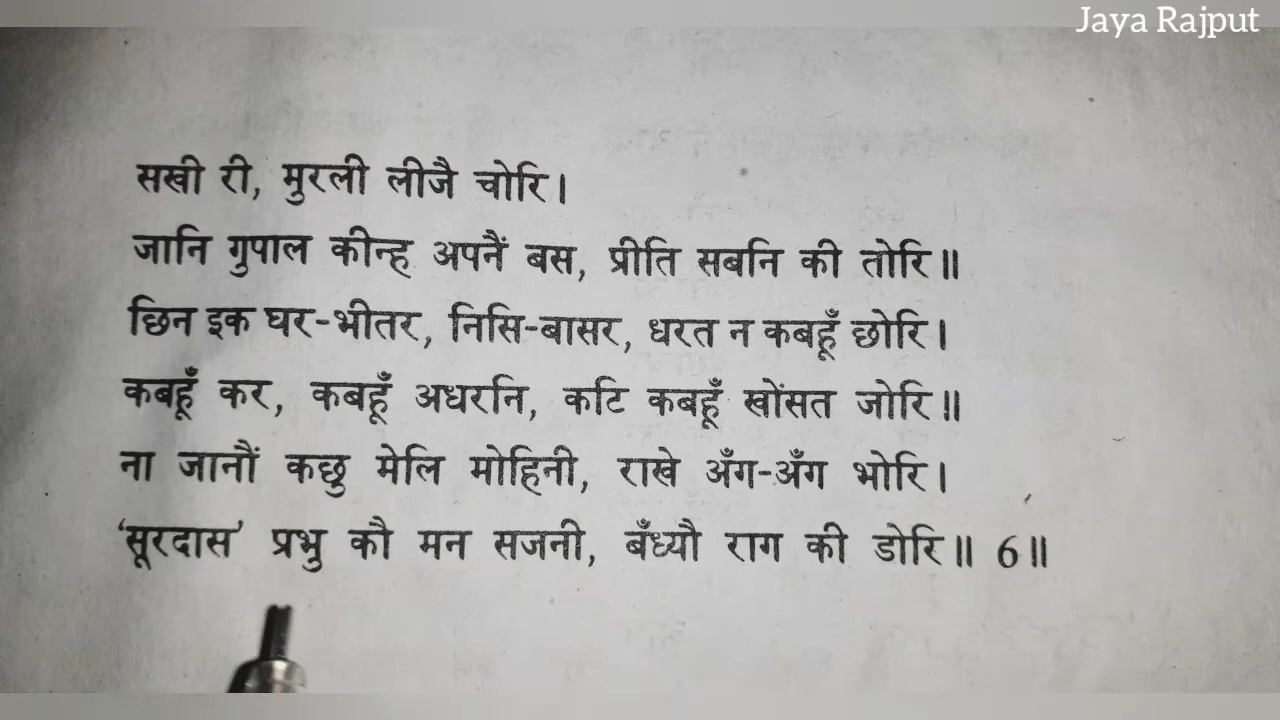 Jaya Rajput
सखी री, मुरली लीजै चोरि।
जानि गुपाल कीन्ह अपनैं बस, प्रीति सबनि की तोरि॥
छिन इक घर-भीतर, निसि-बासर, धरत न कबहूँ छोरि।
कबहूँ कर, कबहूँ अधरनि, कटि कबहूँ खोंसत जोरि॥
ना जानौं कछु मेलि मोहिनी, राखे अँग-अँग भोरि।
‘सूरदास’ प्रभु कौ मन सजनी, बँध्यौ राग की डोरि॥ 6॥